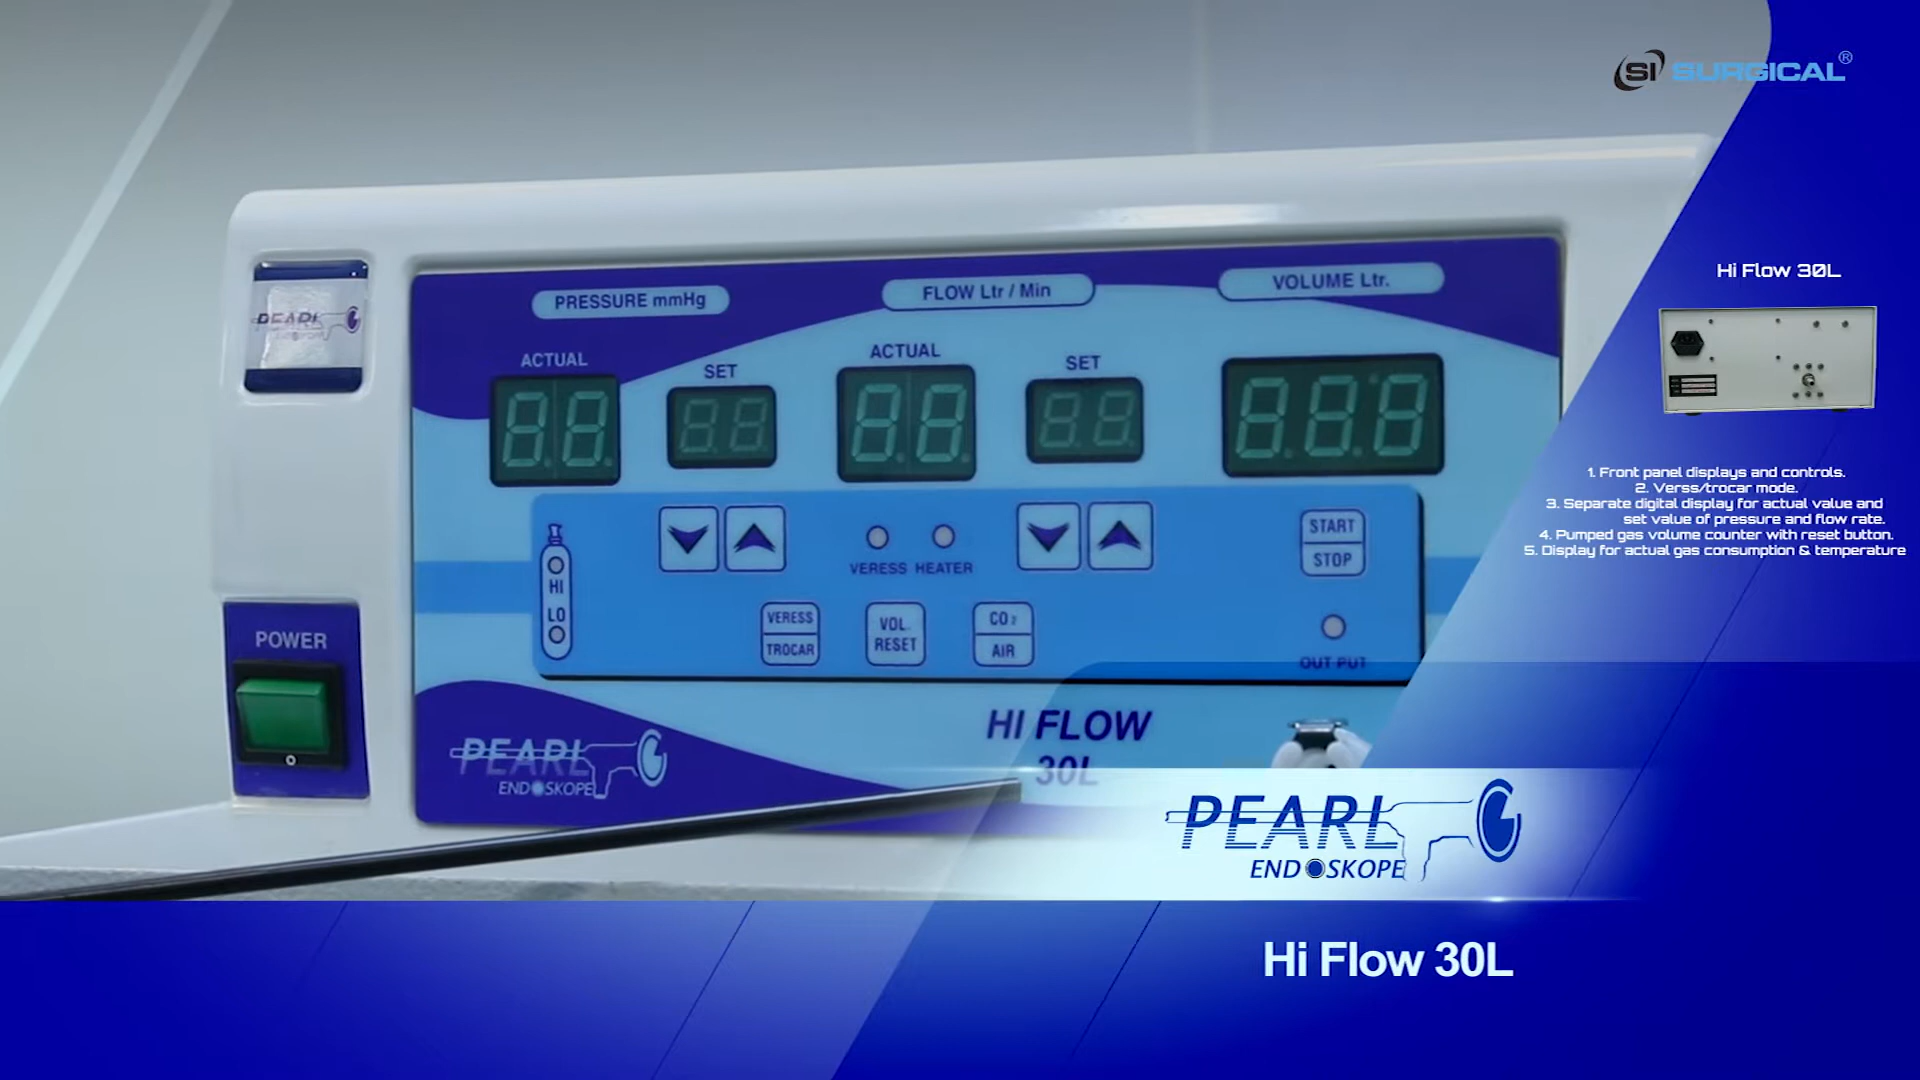 SI SURGICAL®
PEARL
PRESSURE mmHg
FLOW Ltr / Min
VOLUME Ltr.
ACTUAL
SET
ACTUAL
SET
HI
LO
VERESS HEATER
START
STOP
VERESS
TROCAR
VOL.
RESET
CO2
AIR
OUT PUT
POWER
PEARL
ENDOSKOPE
HI FLOW
30L
Hi Flow 30L
1. Front panel displays and controls.
2. Verss/trocar mode.
3. Separate digital display for actual value and
set value of pressure and flow rate.
4. Pumped gas volume counter with reset button.
5. Display for actual gas consumption & temperature
PEARL
ENDOSKOPE
Hi Flow 30L